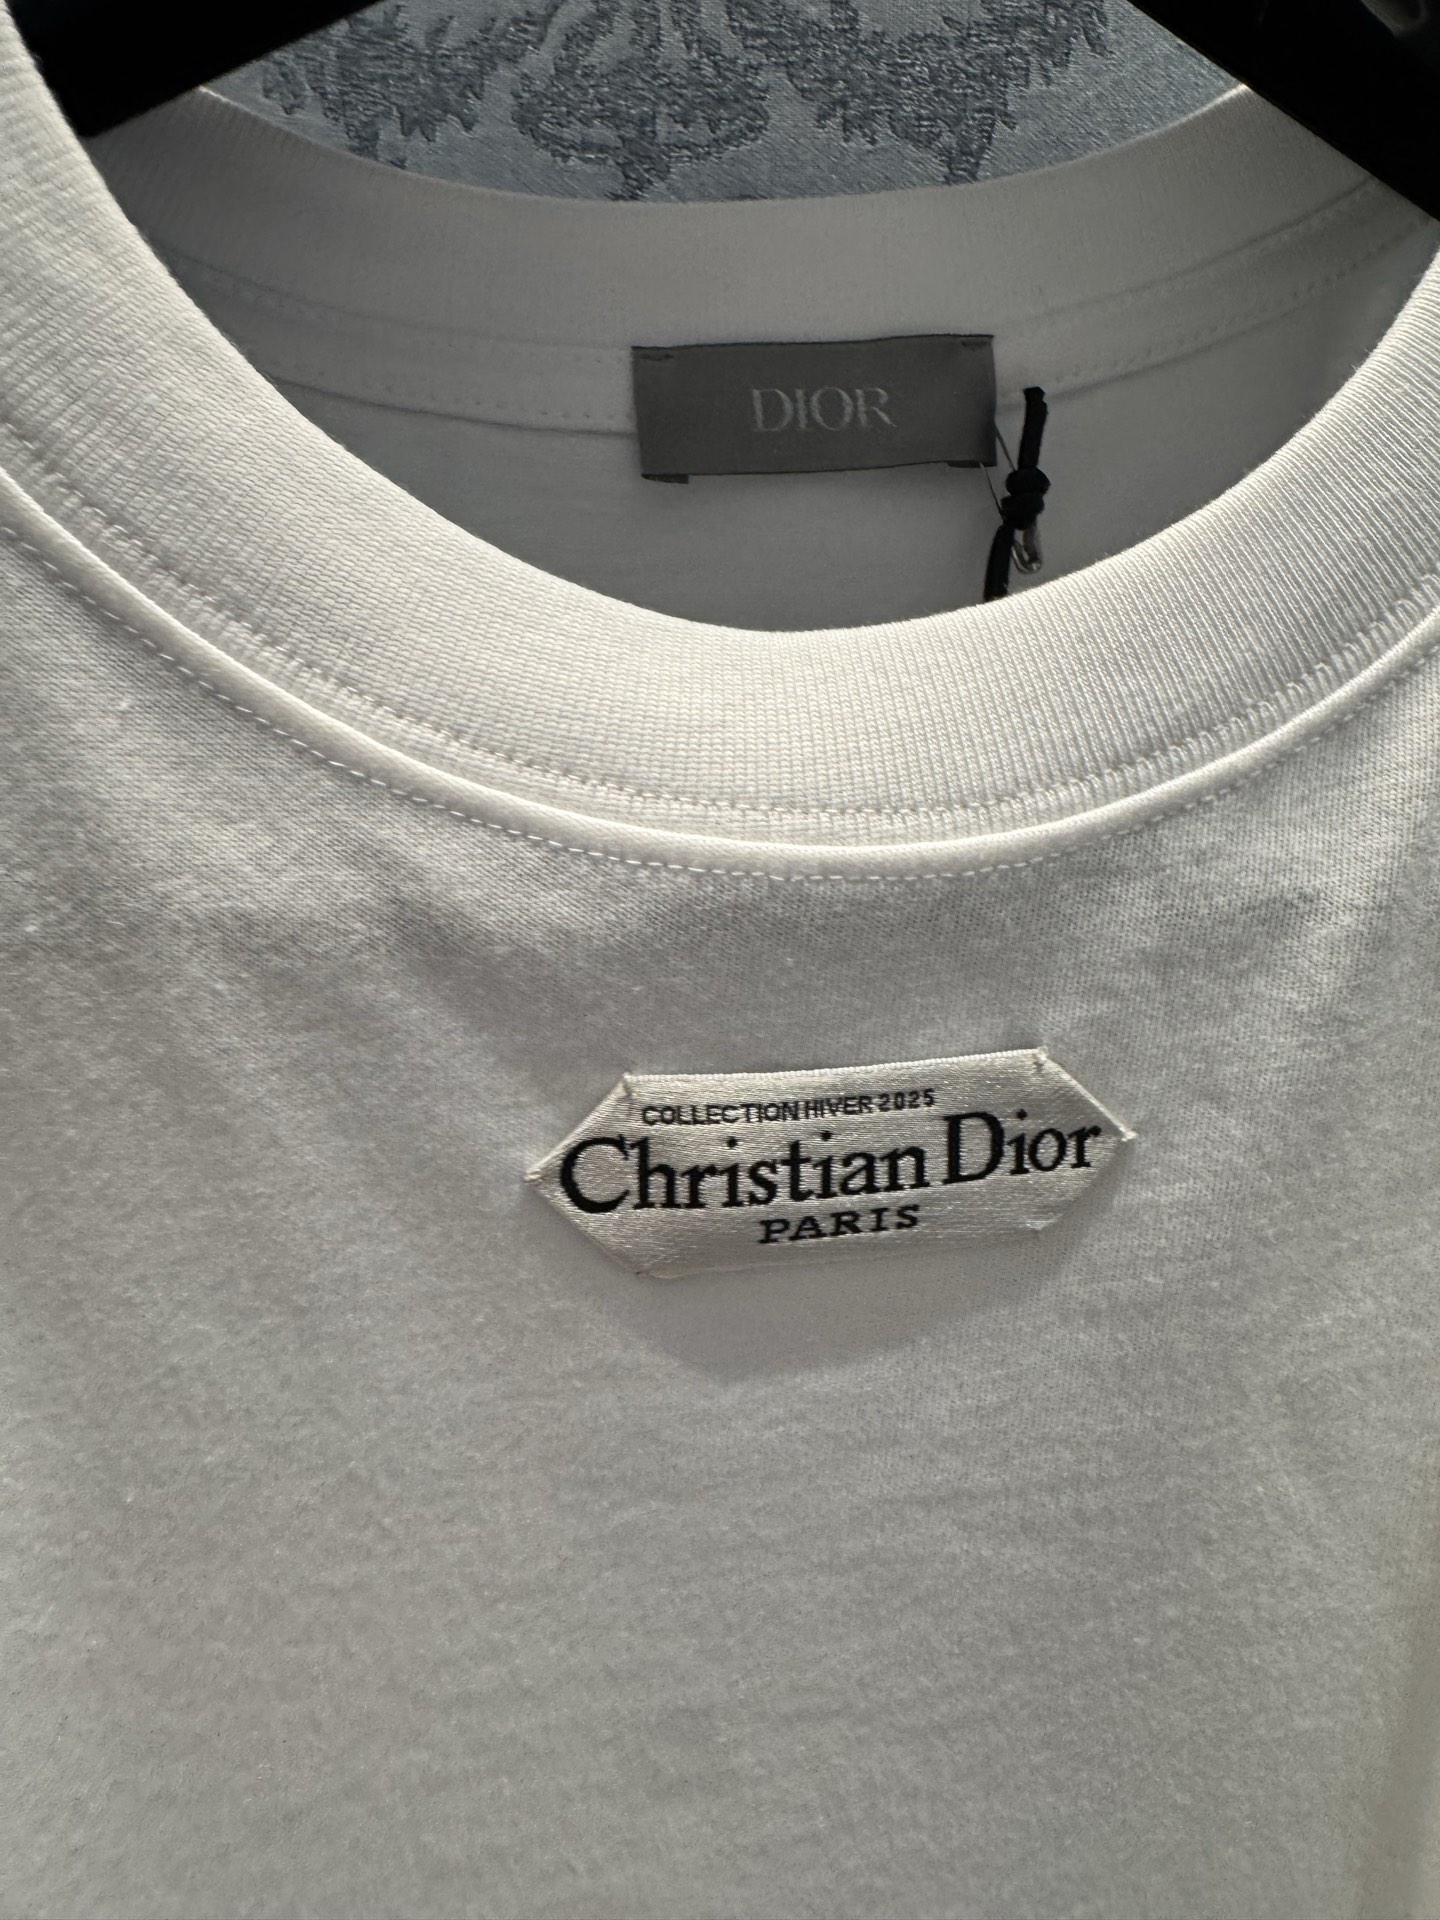 DIOR
COLLECTION HIVER 2025
Christian Dior
PARIS